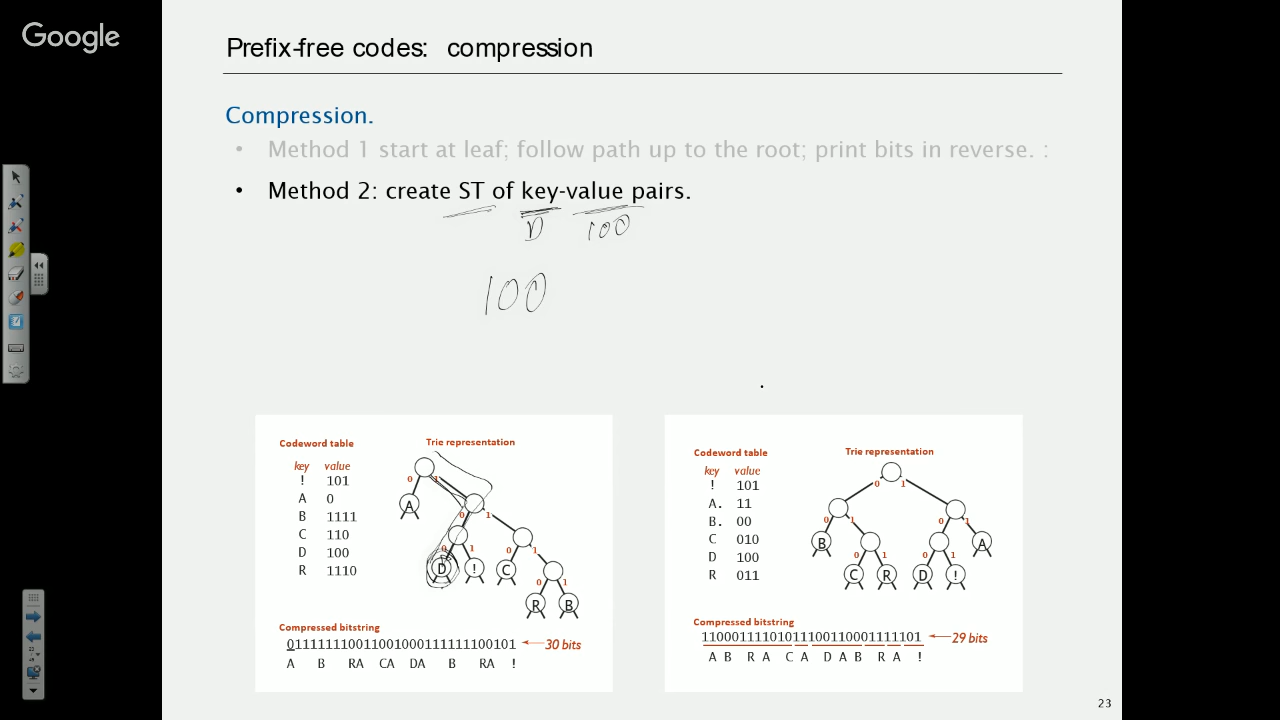 Google
Prefix-free codes: compression
Compression.
• Method 1 start at leaf; follow path up to the root; print bits in reverse. :
• Method 2: create ST of key-value pairs.
D 100
100
Codeword table
key value
! 101
A 0
B 1111
C 110
D 100
R 1110
Trie representation
0 1
A
0 1
0 1 0 1
D ! C
0 1
R B
Compressed bitstring
011111110011001000111111100101 30 bits
A B RA CA DA B RA !
Codeword table
key value
! 101
A. 11
B. 00
C 010
D 100
R 011
Trie representation
0 1
0 1 0 1
B A
0 1 0 1
C R D !
Compressed bitstring
11000111101011100110001111101 29 bits
A B R A C A D A B R A !
23